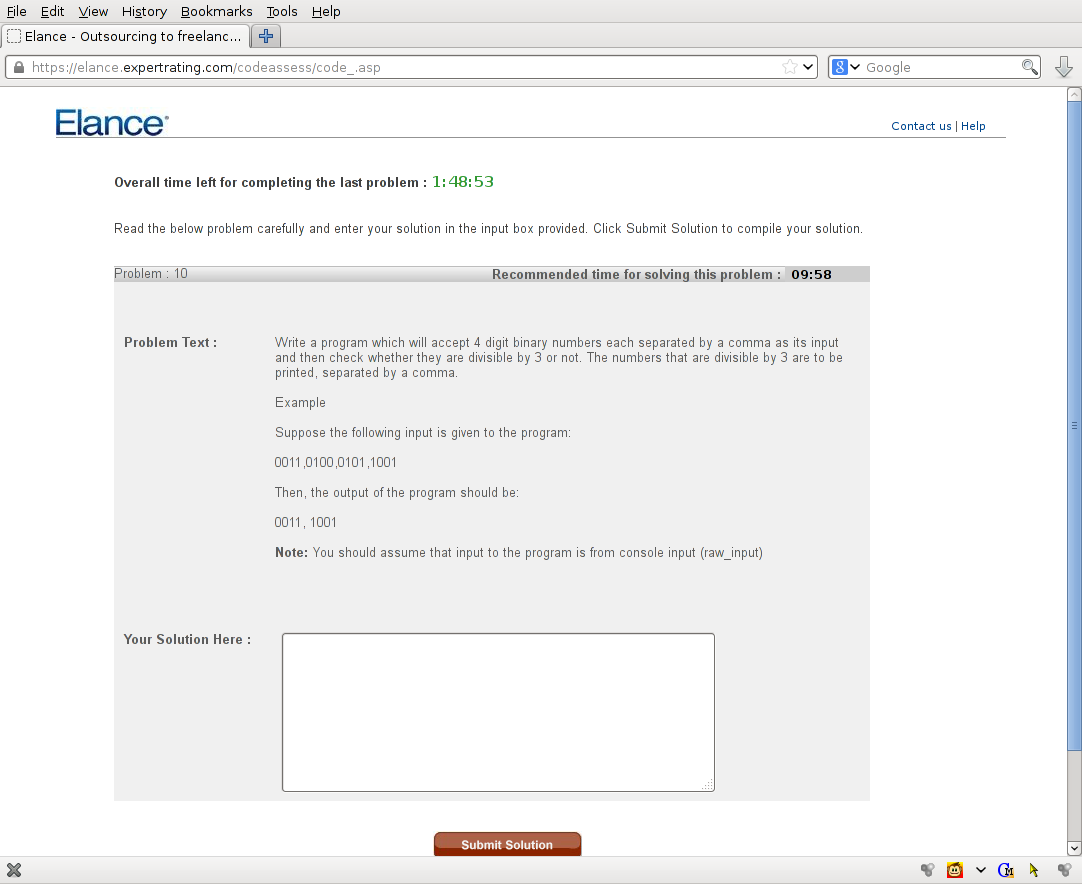 File Edit View History Bookmarks Tools Help
Elance - Outsourcing to freelanc...
https://elance.expertrating.com/codeassess/code_.asp
Google
Elance
Contact us | Help
Overall time left for completing the last problem : 1:48:53
Read the below problem carefully and enter your solution in the input box provided. Click Submit Solution to compile your solution.
Problem : 10 Recommended time for solving this problem : 09:58
Problem Text : Write a program which will accept 4 digit binary numbers each separated by a comma as its input
and then check whether they are divisible by 3 or not. The numbers that are divisible by 3 are to be
printed, separated by a comma.
Example
Suppose the following input is given to the program:
0011,0100,0101,1001
Then, the output of the program should be:
0011, 1001
Note: You should assume that input to the program is from console input (raw_input)
Your Solution Here :
Submit Solution